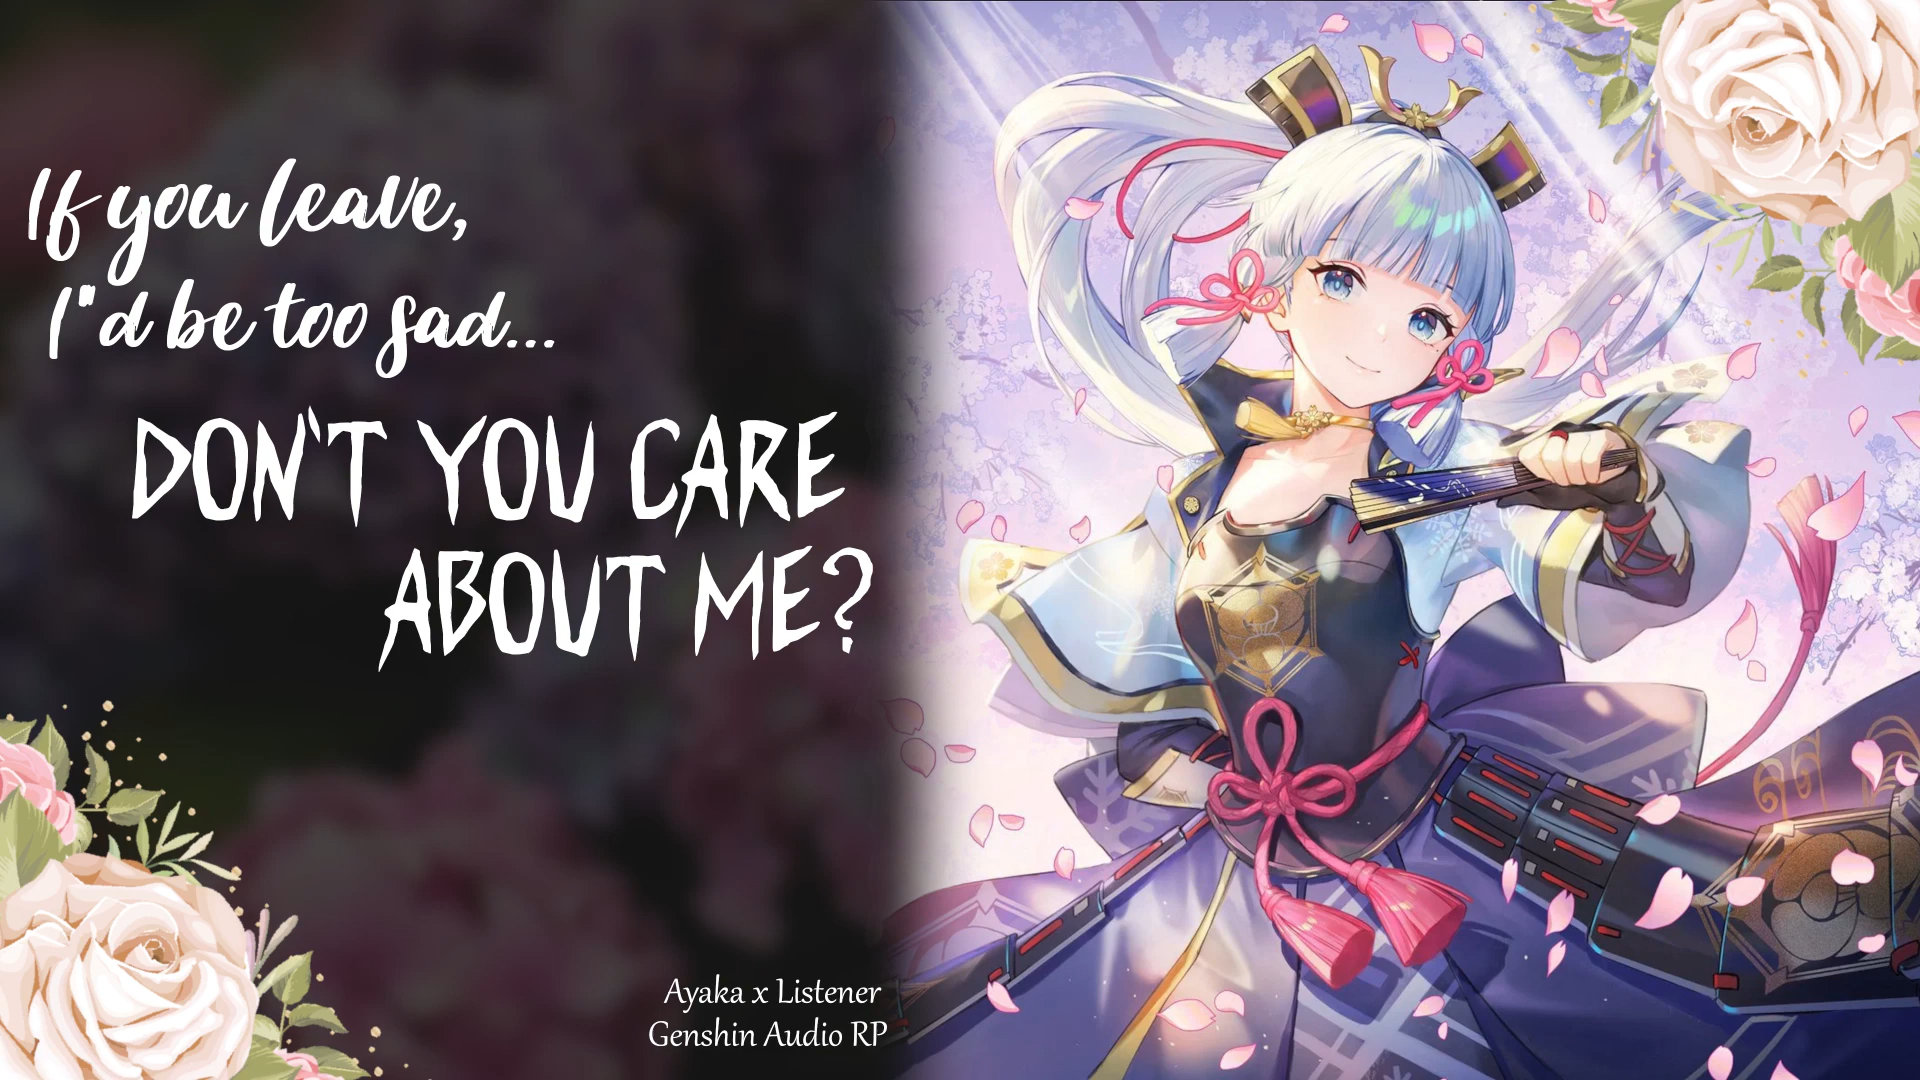 If you leave,
I"d be too sad...
DON'T YOU CARE
ABOUT ME?
Ayaka x Listener
Genshin Audio RP